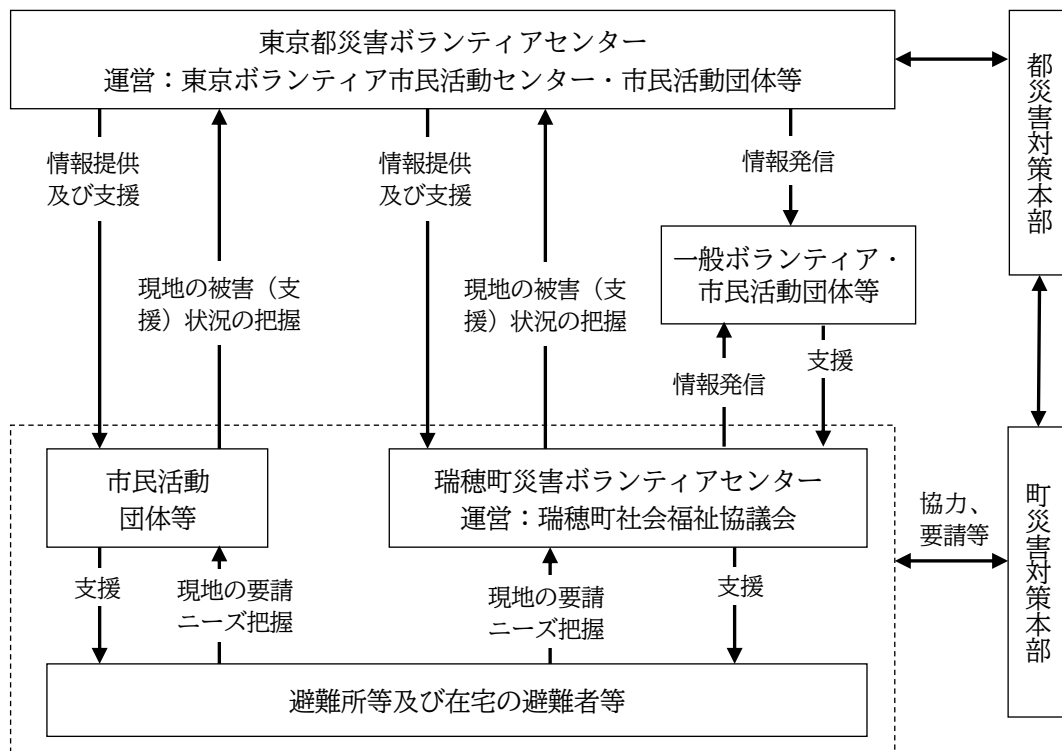 東京都災害ボランティアセンター
運営：東京ボランティア市民活動センター・市民活動団体等
都災害対策本部
情報提供
及び支援
情報提供
及び支援
情報発信
現地の被害（支
援）状況の把握
現地の被害（支
援）状況の把握
一般ボランティア・
市民活動団体等
情報発信
支援
市民活動
団体等
瑞穂町災害ボランティアセンター
運営：瑞穂町社会福祉協議会
協力、
要請等
町災害対策本部
支援
現地の要請
ニーズ把握
現地の要請
ニーズ把握
支援
避難所等及び在宅の避難者等